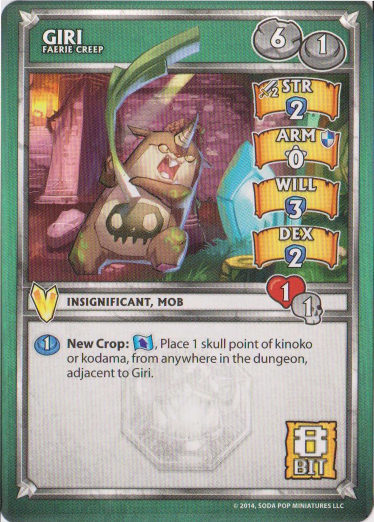 GIRI
FAERIE CREEP
6 1
2 STR
2
ARM
0
WILL
3
DEX
2
1
1
INSIGNIFICANT, MOB
1 New Crop: , Place 1 skull point of kinoko
or kodama, from anywhere in the dungeon,
adjacent to Giri.
8
BIT
© 2014, SODA POP MINIATURES LLC